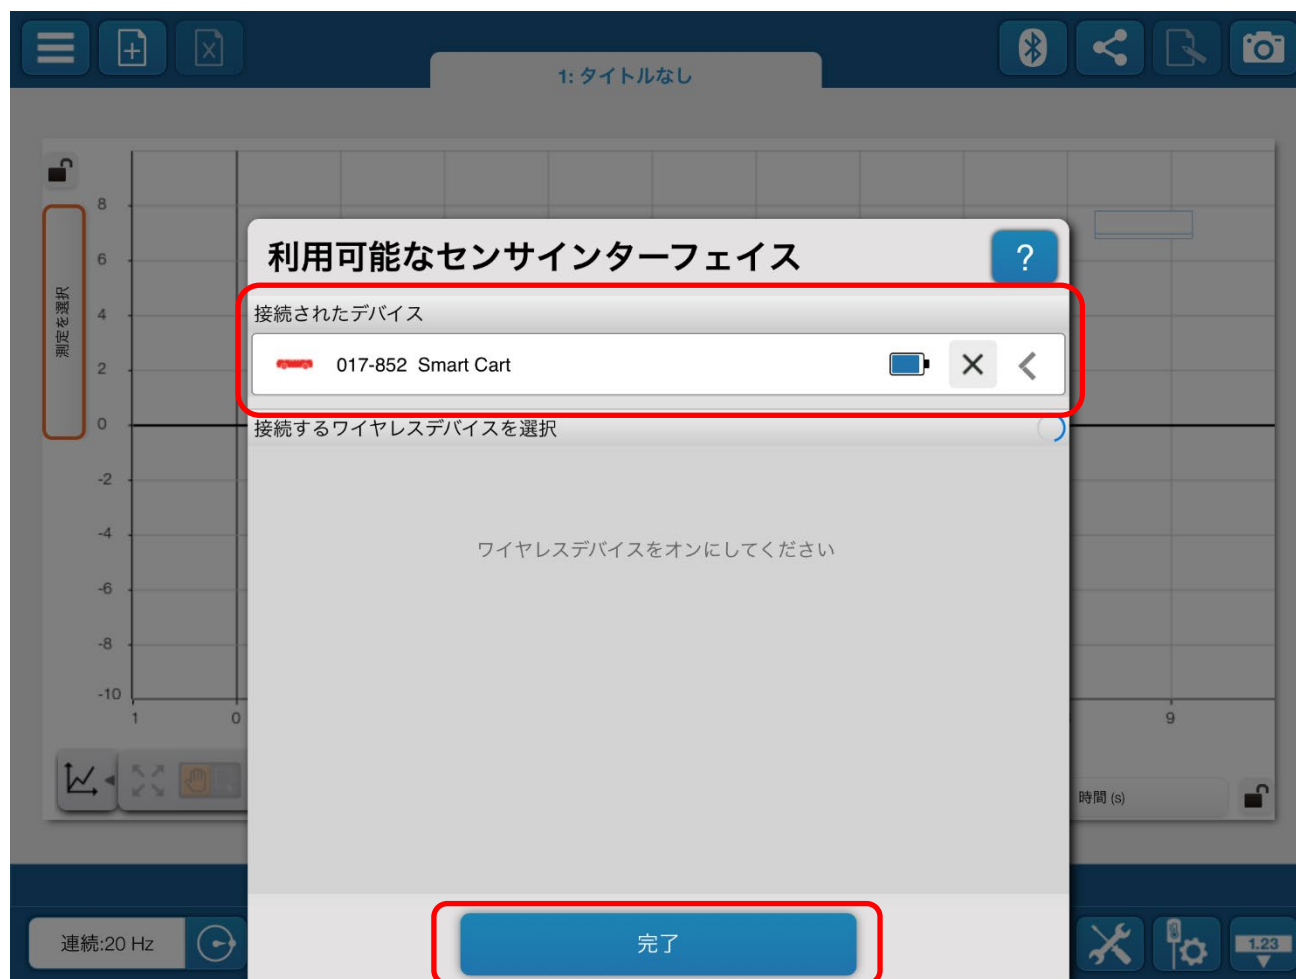 1: タイトルなし
8
6
4
2
0
-2
-4
-6
-8
-10
測定を選択
利用可能なセンサインターフェイス
?
接続されたデバイス
017-852 Smart Cart
接続するワイヤレスデバイスを選択
ワイヤレスデバイスをオンにしてください
1
0
9
時間 (s)
連続:20 Hz
完了
1.23